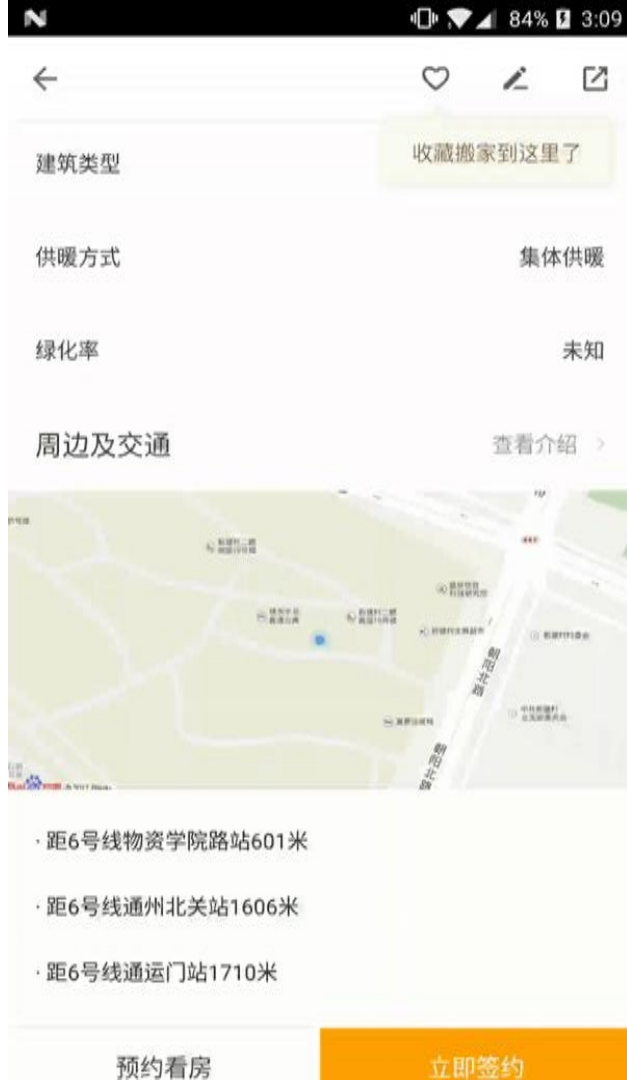 84% 3:09
收藏搬家到这里了
建筑类型
供暖方式 集体供暖
绿化率 未知
周边及交通 查看介绍
朝阳北路
朝阳北路
· 距6号线物资学院路站601米
· 距6号线通州北关站1606米
· 距6号线通运门站1710米
预约看房 立即签约